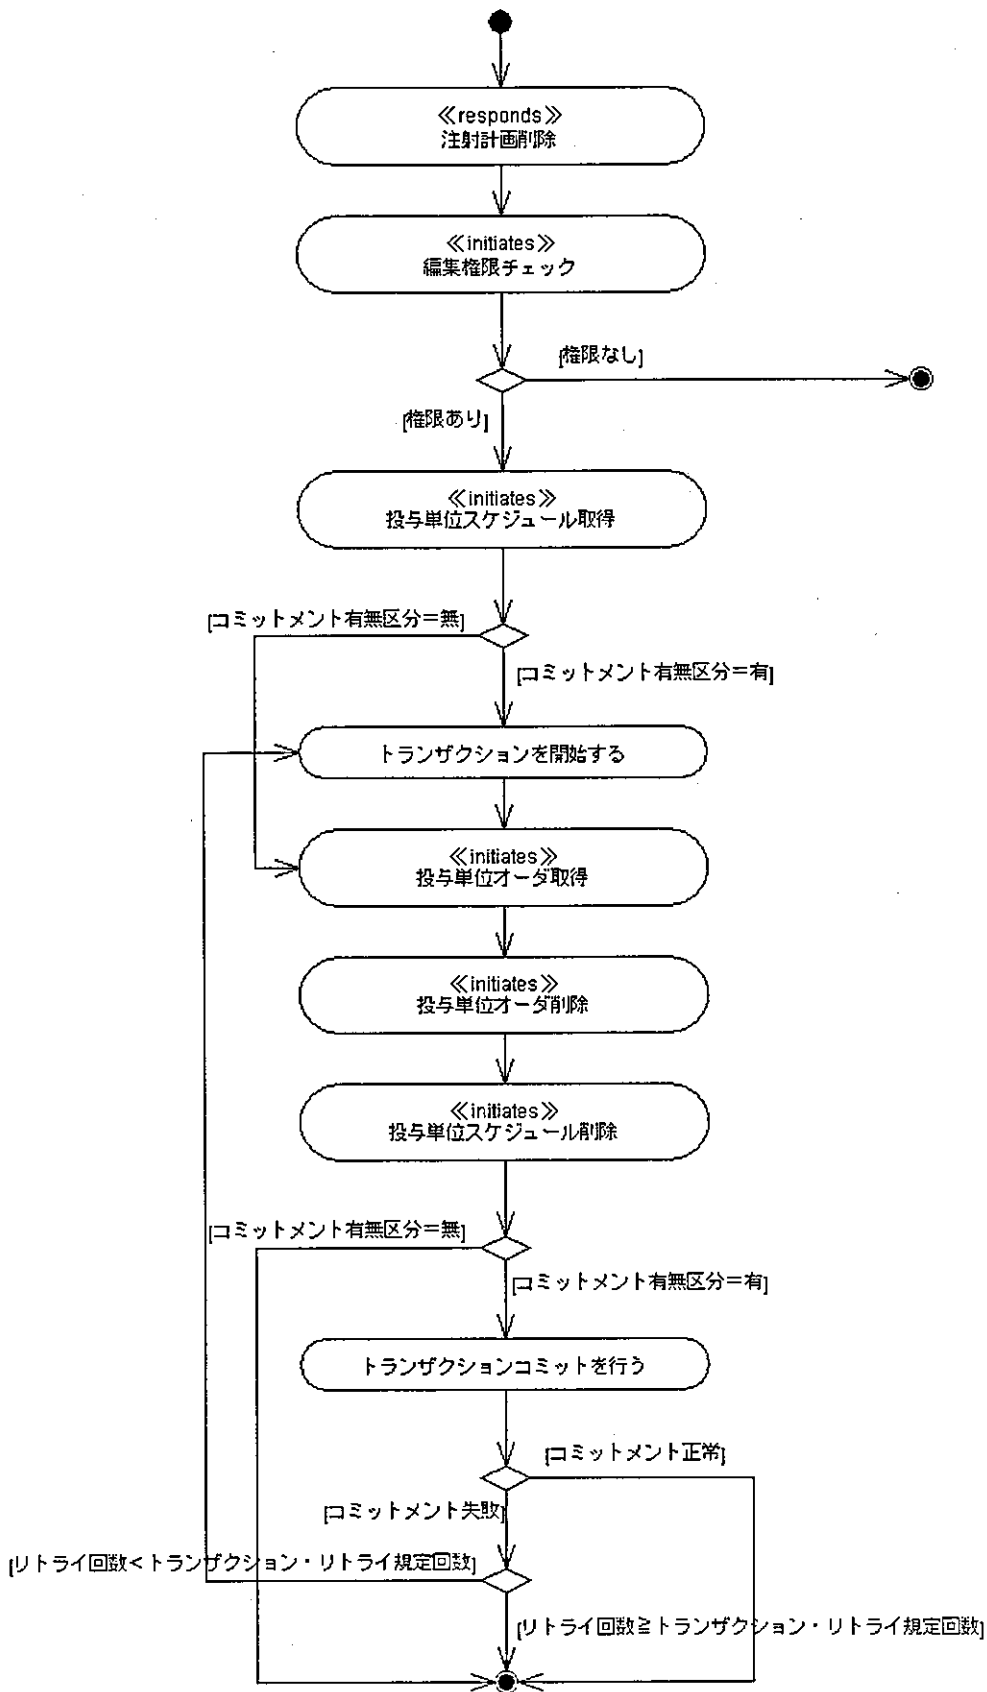 ≪responds≫
注射計画削除
≪initiates≫
編集権限チェック
[権限なし]
[権限あり]
≪initiates≫
投与単位スケジュール取得
[コミットメント有無区分=無]
[コミットメント有無区分=有]
トランザクションを開始する
≪initiates≫
投与単位オーダ取得
≪initiates≫
投与単位オーダ削除
≪initiates≫
投与単位スケジュール削除
[コミットメント有無区分=無]
[コミットメント有無区分=有]
トランザクションコミットを行う
[コミットメント正常]
[コミットメント失敗]
[リトライ回数<トランザクション・リトライ規定回数]
[リトライ回数≧トランザクション・リトライ規定回数]